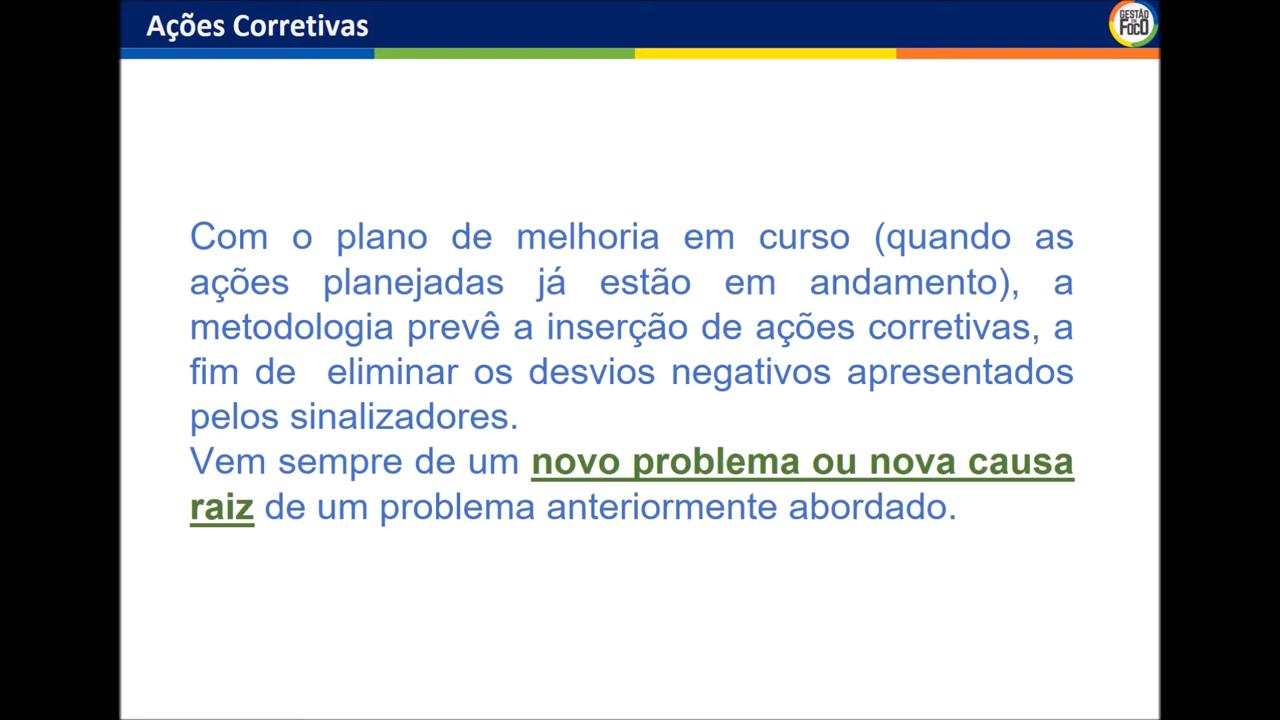 Ações Corretivas
GESTÃO
EM
FOCO
Com o plano de melhoria em curso (quando as
ações planejadas já estão em andamento), a
metodologia prevê a inserção de ações corretivas, a
fim de  eliminar os desvios negativos apresentados
pelos sinalizadores.
Vem sempre de um novo problema ou nova causa
raiz de um problema anteriormente abordado.